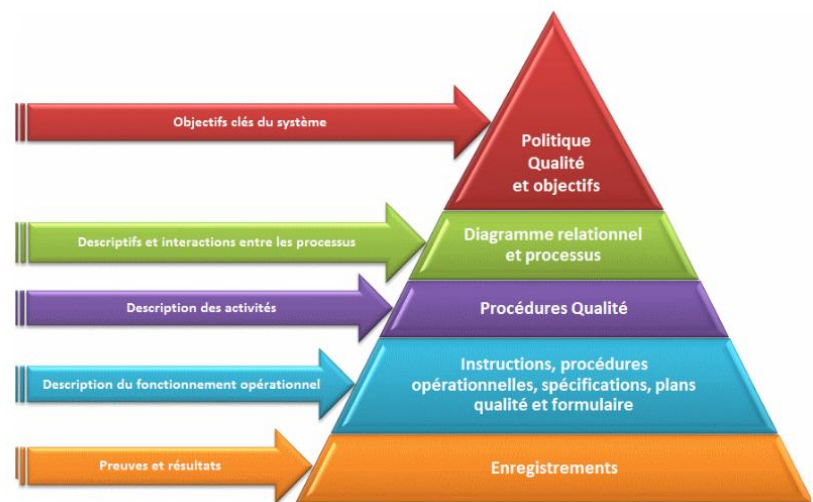 Objectifs clés du système
Politique
Qualité
et objectifs
Descriptifs et interactions entre les processus
Diagramme relationnel
et processus
Description des activités
Procédures Qualité
Description du fonctionnement opérationnel
Instructions, procédures
opérationnelles, spécifications, plans
qualité et formulaire
Preuves et résultats
Enregistrements